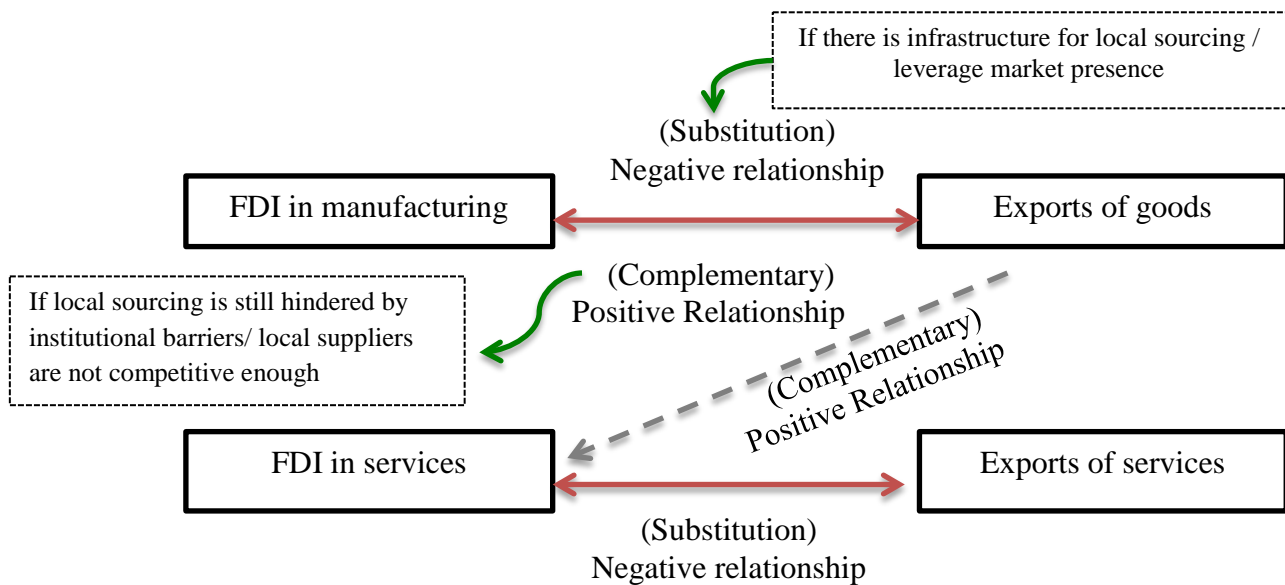 If there is infrastructure for local sourcing /
leverage market presence
(Substitution)
Negative relationship
FDI in manufacturing
Exports of goods
(Complementary)
Positive Relationship
If local sourcing is still hindered by
institutional barriers/ local suppliers
are not competitive enough
(Complementary)
Positive Relationship
FDI in services
Exports of services
(Substitution)
Negative relationship